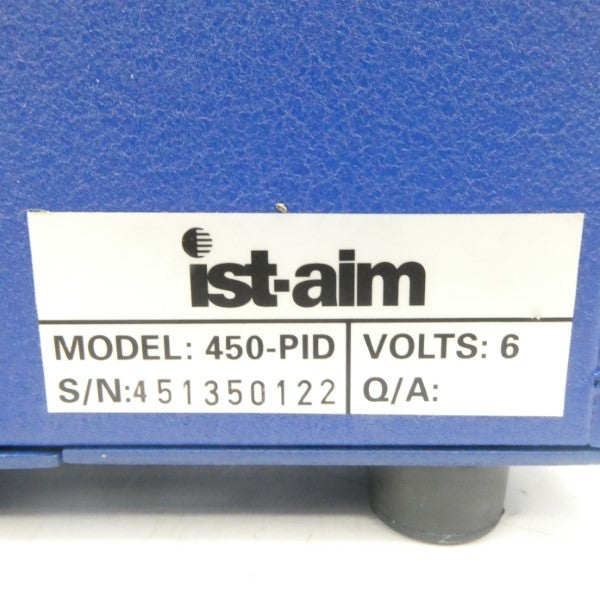 ist-aim
MODEL: 450-PID
VOLTS: 6
S/N:451350122
Q/A: